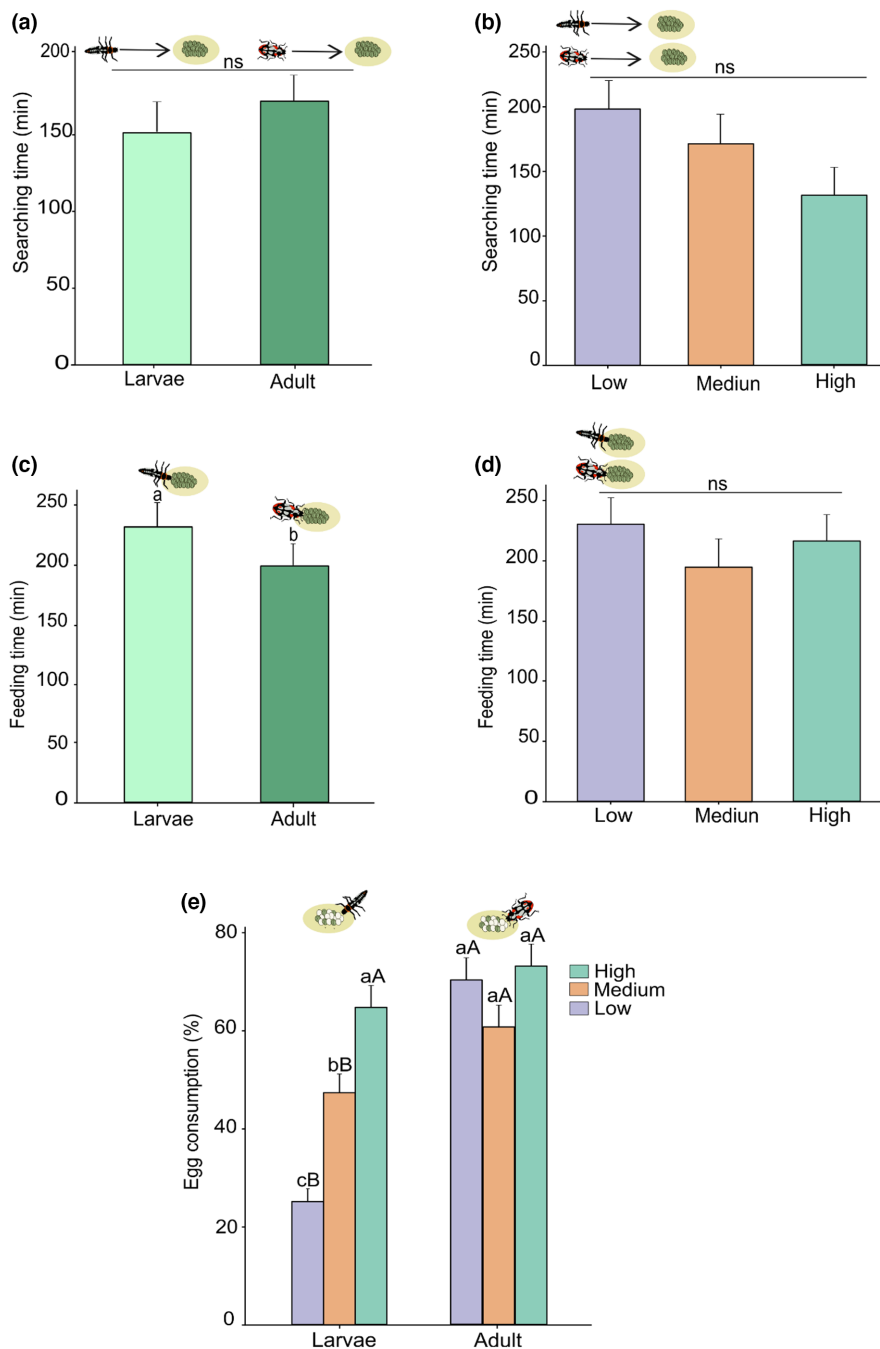 (a)
200
150
100
50
0
Searching time (min)
ns
Larvae
Adult
(b)
250
200
150
100
50
0
Searching time (min)
ns
Low
Mediun
High
(c)
250
200
150
100
50
0
Feeding time (min)
a
b
Larvae
Adult
(d)
250
200
150
100
50
0
Feeding time (min)
ns
Low
Mediun
High
(e)
80
60
40
20
0
Egg consumption (%)
cB
bB
aA
aA
aA
aA
Larvae
Adult
High
Medium
Low